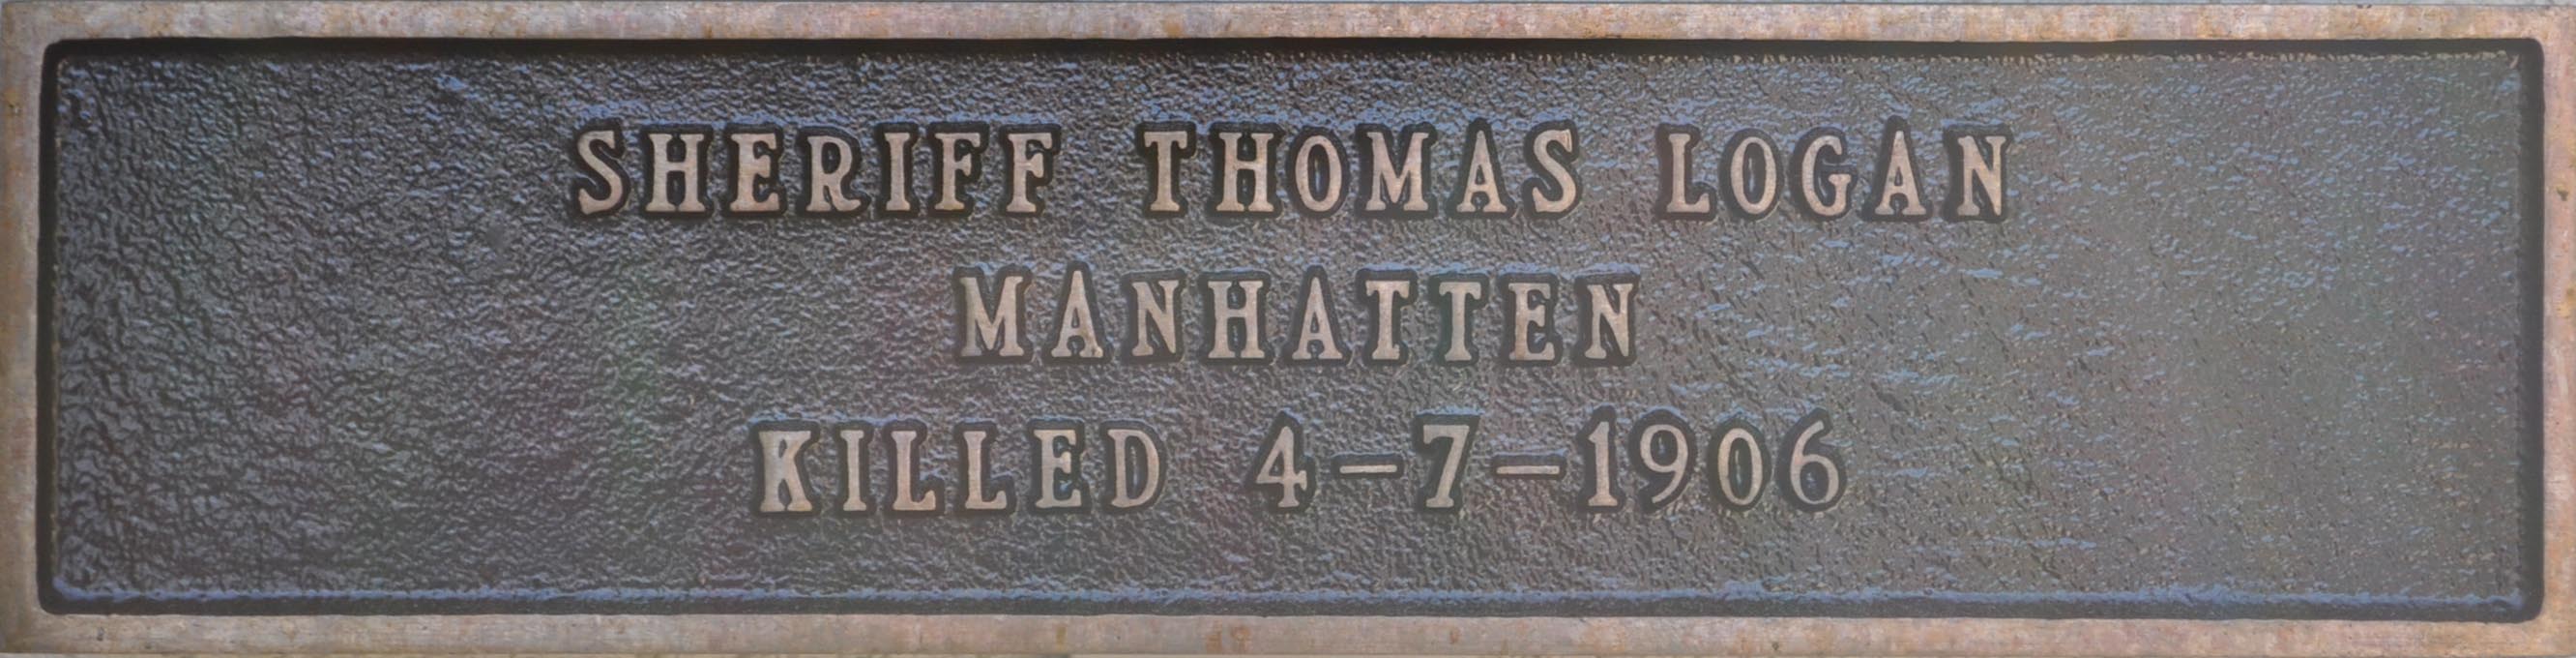 SHERIFF THOMAS LOGAN
MANHATTEN
KILLED 4-7-1906